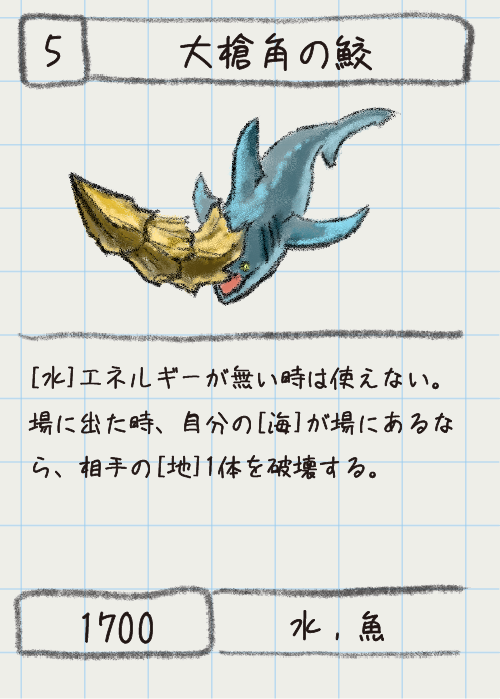 5
大槍角の鮫
[水]エネルギーが無い時は使えない。
場に出た時、自分の[海]が場にあるな
ら、相手の[地]1体を破壊する。
1700
水,魚